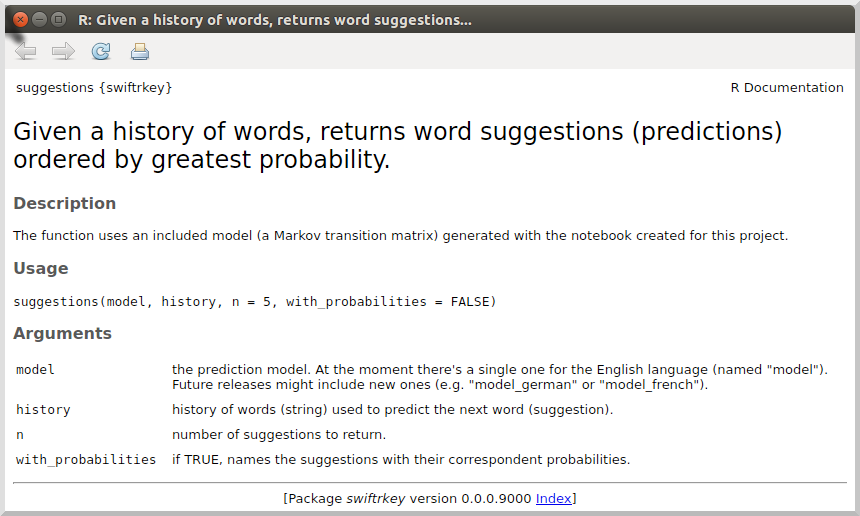 R: Given a history of words, returns word suggestions...
suggestions {swiftrkey} R Documentation
Given a history of words, returns word suggestions (predictions)
ordered by greatest probability.
Description
The function uses an included model (a Markov transition matrix) generated with the notebook created for this project.
Usage
suggestions(model, history, n = 5, with_probabilities = FALSE)
Arguments
model the prediction model. At the moment there's a single one for the English language (named "model").
Future releases might include new ones (e.g. "model_german" or "model_french").
history history of words (string) used to predict the next word (suggestion).
n number of suggestions to return.
with_probabilities if TRUE, names the suggestions with their correspondent probabilities.
[Package swiftrkey version 0.0.0.9000 Index]